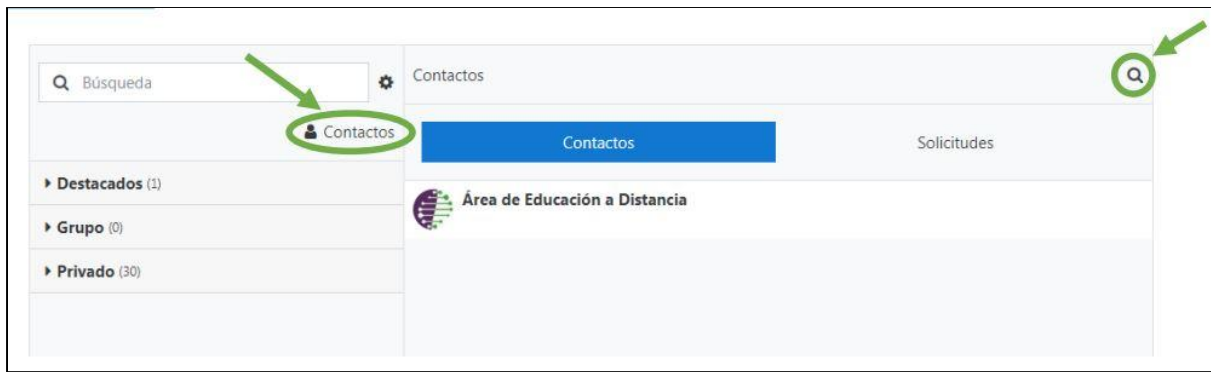 Búsqueda
Contactos
Destacados (1)
Grupo (0)
Privado (30)
Contactos
Contactos
Solicitudes
Área de Educación a Distancia